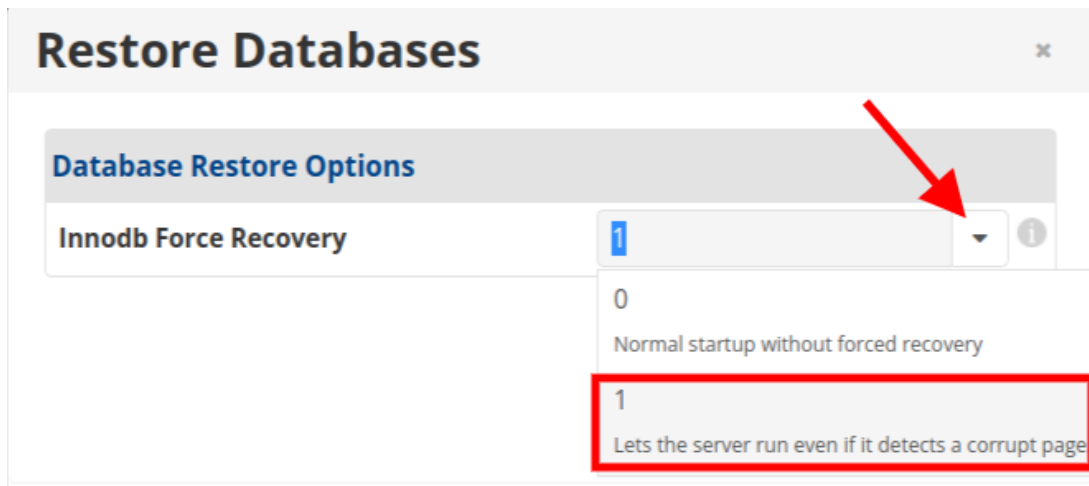 Restore Databases
Database Restore Options
Innodb Force Recovery
1
0
Normal startup without forced recovery
1
Lets the server run even if it detects a corrupt page